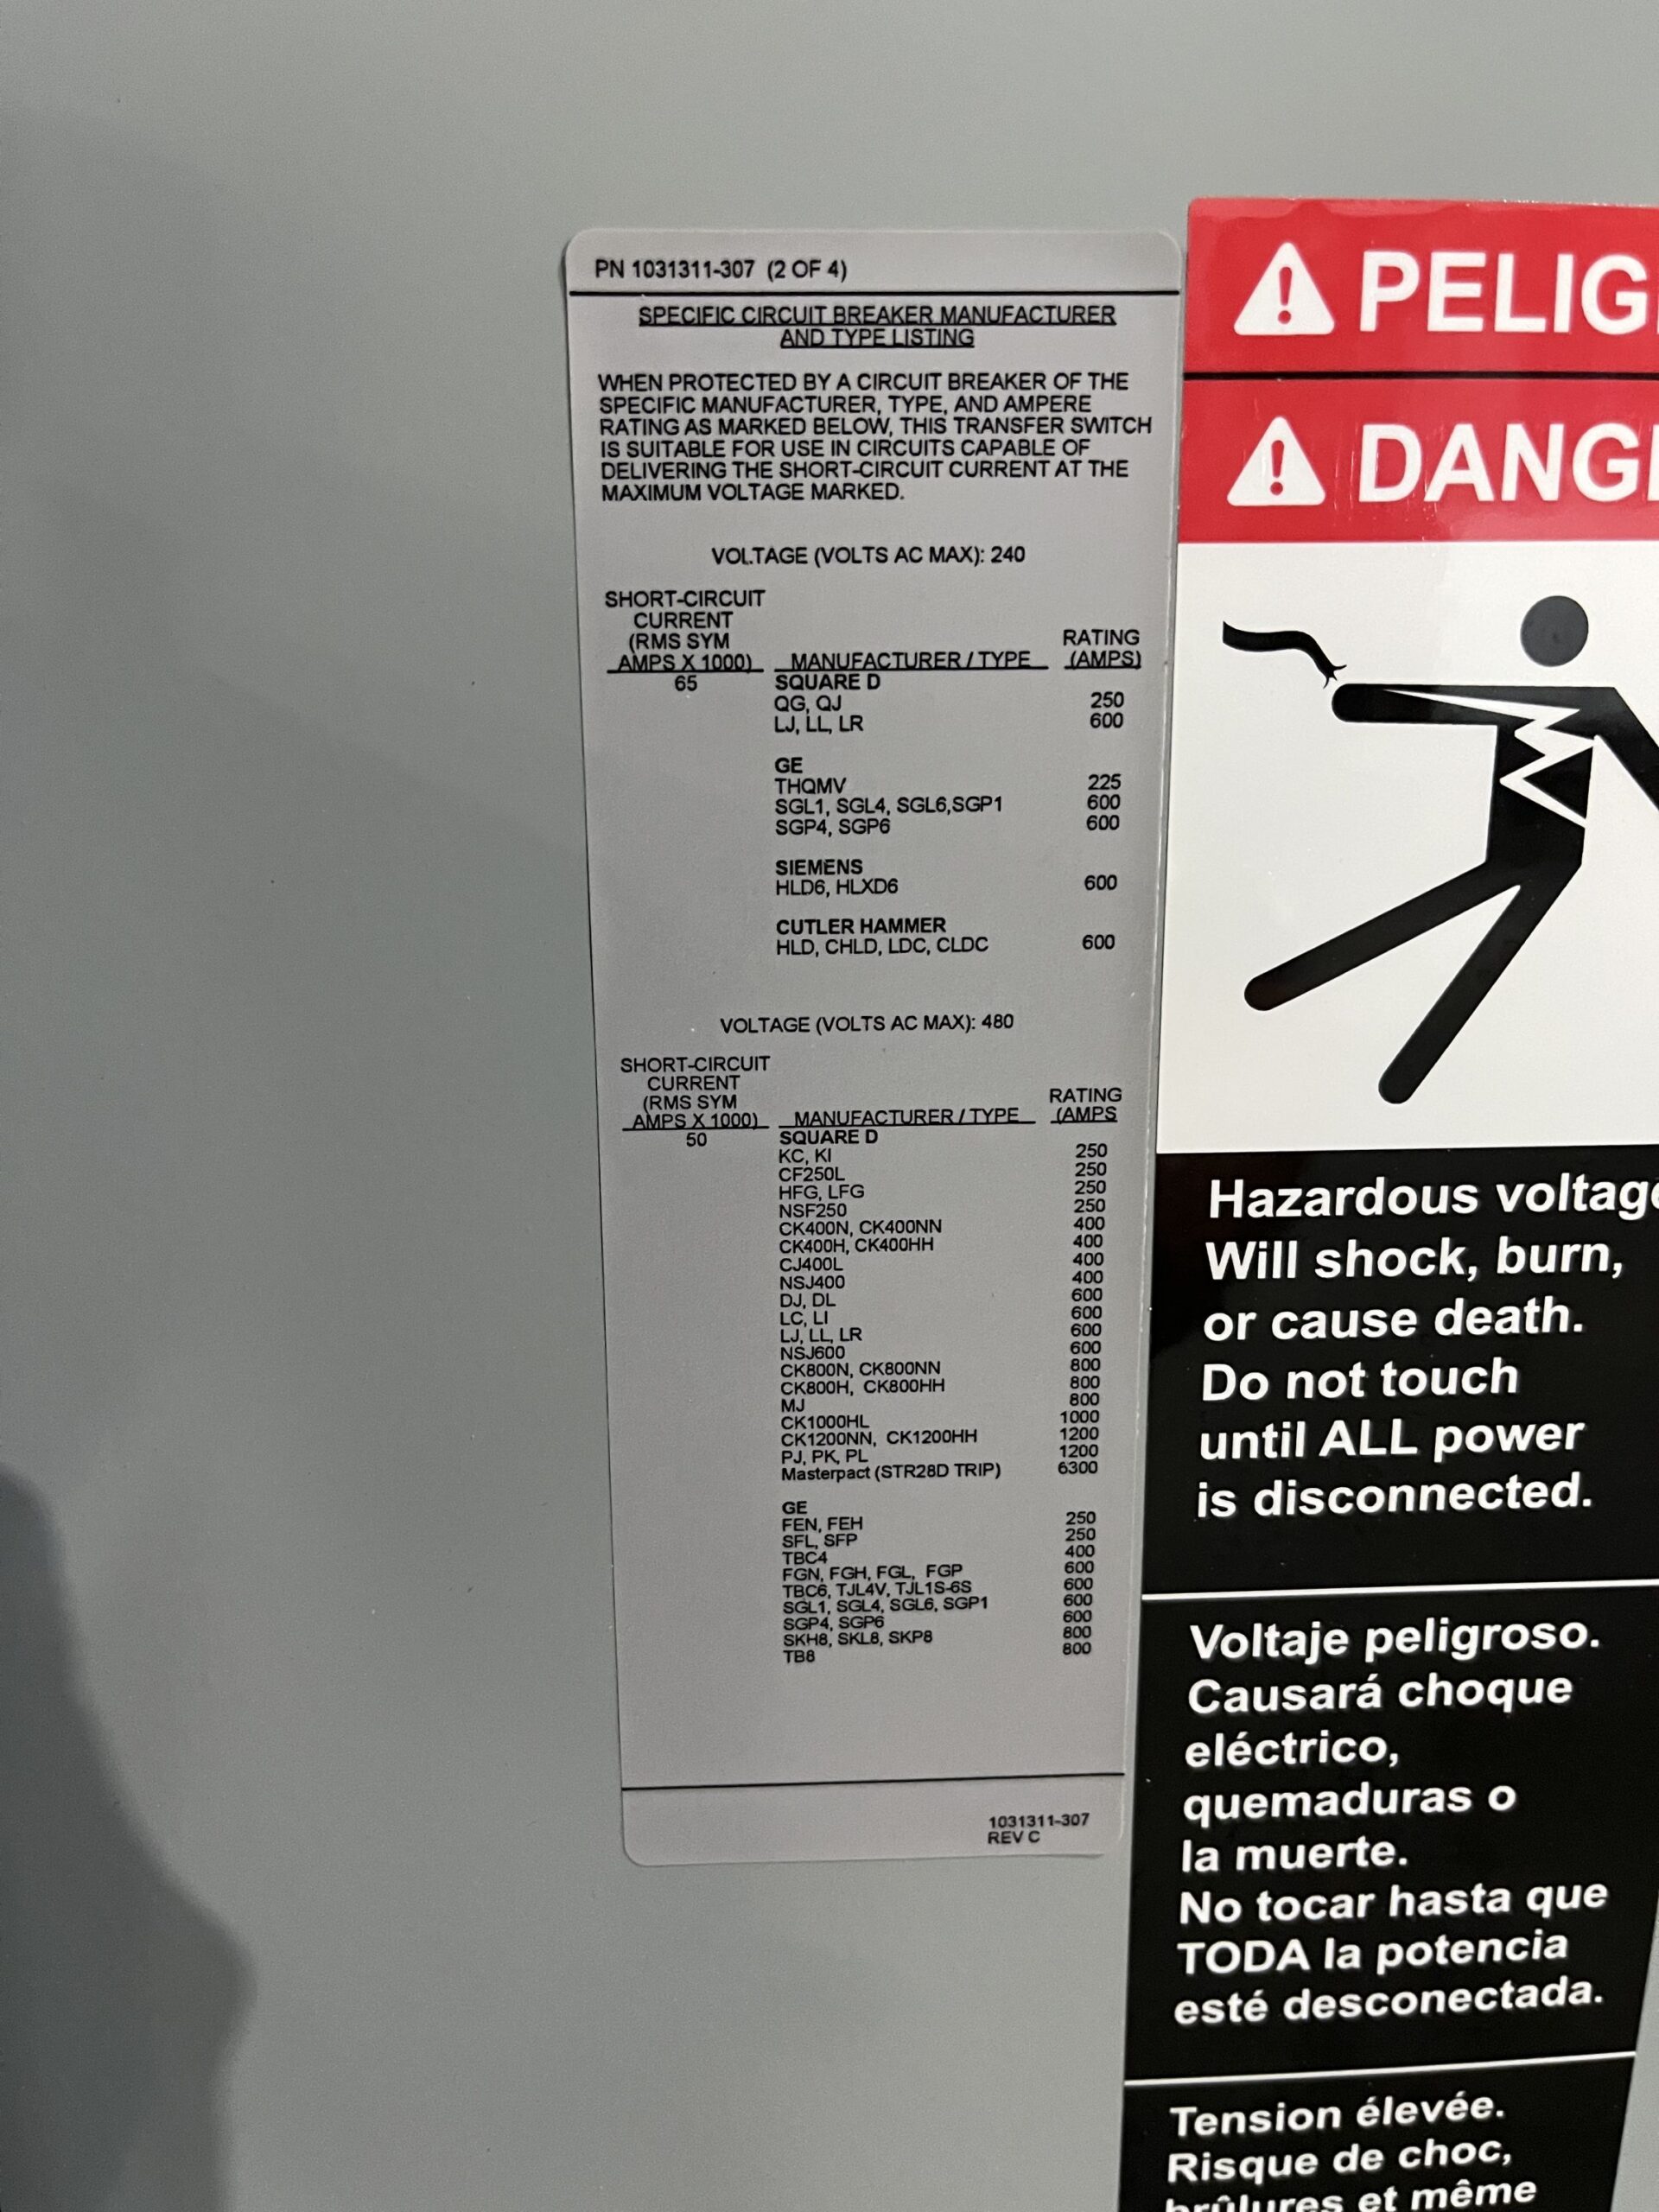 PN 1031311-307 (2 OF 4)
SPECIFIC CIRCUIT BREAKER MANUFACTURER
AND TYPE LISTING
WHEN PROTECTED BY A CIRCUIT BREAKER OF THE
SPECIFIC MANUFACTURER, TYPE, AND AMPERE
RATING AS MARKED BELOW, THIS TRANSFER SWITCH
IS SUITABLE FOR USE IN CIRCUITS CAPABLE OF
DELIVERING THE SHORT-CIRCUIT CURRENT AT THE
MAXIMUM VOLTAGE MARKED.
VOLTAGE (VOLTS AC MAX): 240
SHORT-CIRCUIT
CURRENT
(RMS SYM RATING
AMPS X 1000) MANUFACTURER / TYPE (AMPS)
65 SQUARE D
QG, QJ 250
LJ, LL, LR 600
GE
THQMV 225
SGL1, SGL4, SGL6,SGP1 600
SGP4, SGP6 600
SIEMENS
HLD6, HLXD6 600
CUTLER HAMMER
HLD, CHLD, LDC, CLDC 600
VOLTAGE (VOLTS AC MAX): 480
SHORT-CIRCUIT
CURRENT
(RMS SYM RATING
AMPS X 1000) MANUFACTURER / TYPE (AMPS
50 SQUARE D
KC, KI 250
CF250L 250
HFG, LFG 250
NSF250 250
CK400N, CK400NN 400
CK400H, CK400HH 400
CJ400L 400
NSJ400 400
DJ, DL 600
LC, LI 600
LJ, LL, LR 600
NSJ600 600
CK800N, CK800NN 800
CK800H, CK800HH 800
MJ 800
CK1000HL 1000
CK1200NN, CK1200HH 1200
PJ, PK, PL 1200
Masterpact (STR28D TRIP) 6300
GE
FEN, FEH 250
SFL, SFP 250
TBC4 400
FGN, FGH, FGL, FGP 600
TBC6, TJL4V, TJL1S-6S 600
SGL1, SGL4, SGL6, SGP1 600
SGP4, SGP6 600
SKH8, SKL8, SKP8 800
TB8 800
1031311-307
REV C
PELIG
DANG
Hazardous voltage
Will shock, burn,
or cause death.
Do not touch
until ALL power
is disconnected.
Voltaje peligroso.
Causará choque
eléctrico,
quemaduras o
la muerte.
No tocar hasta que
TODA la potencia
esté desconectada.
Tension élevée.
Risque de choc,
brûlures et même